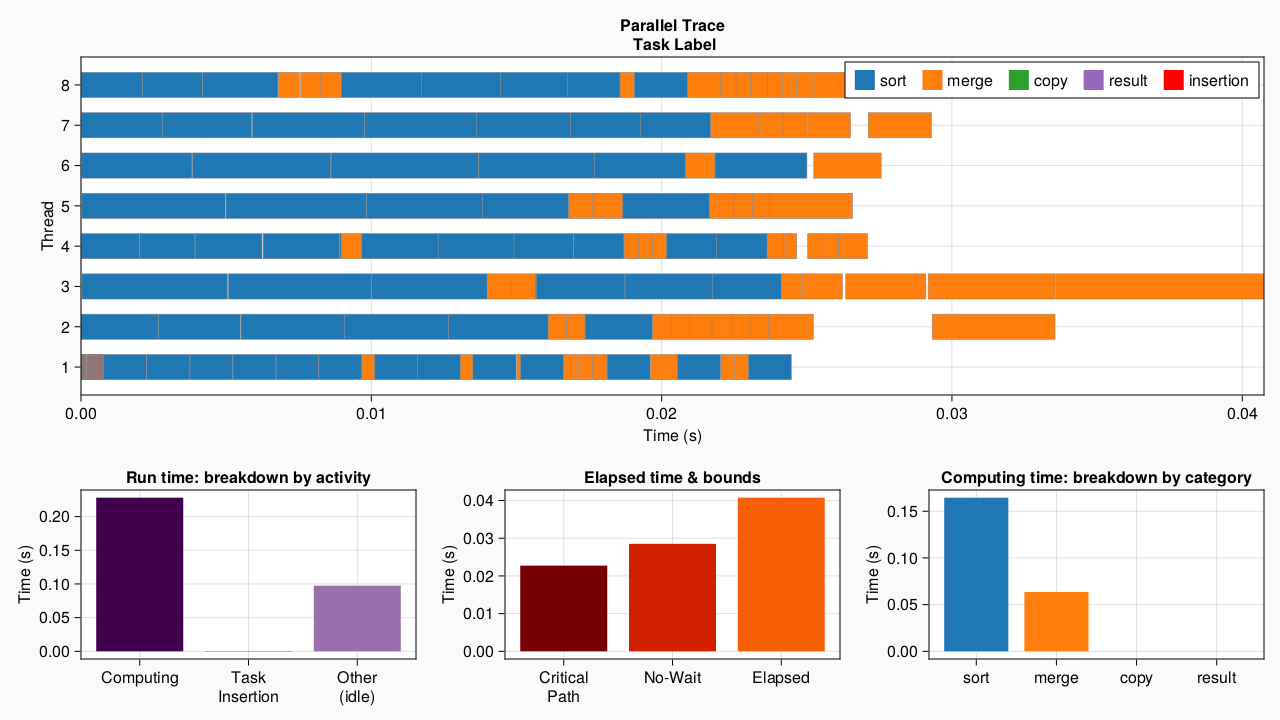 Parallel Trace
Task Label
sort merge copy result insertion
Thread
8
7
6
5
4
3
2
1
0.00 0.01 0.02 0.03 0.04
Time (s)
Run time: breakdown by activity
Time (s)
0.20
0.15
0.10
0.05
0.00
Computing
Task
Insertion
Other
(idle)
Elapsed time & bounds
Time (s)
0.04
0.03
0.02
0.01
0.00
Critical
Path
No-Wait
Elapsed
Computing time: breakdown by category
Time (s)
0.15
0.10
0.05
0.00
sort merge copy result